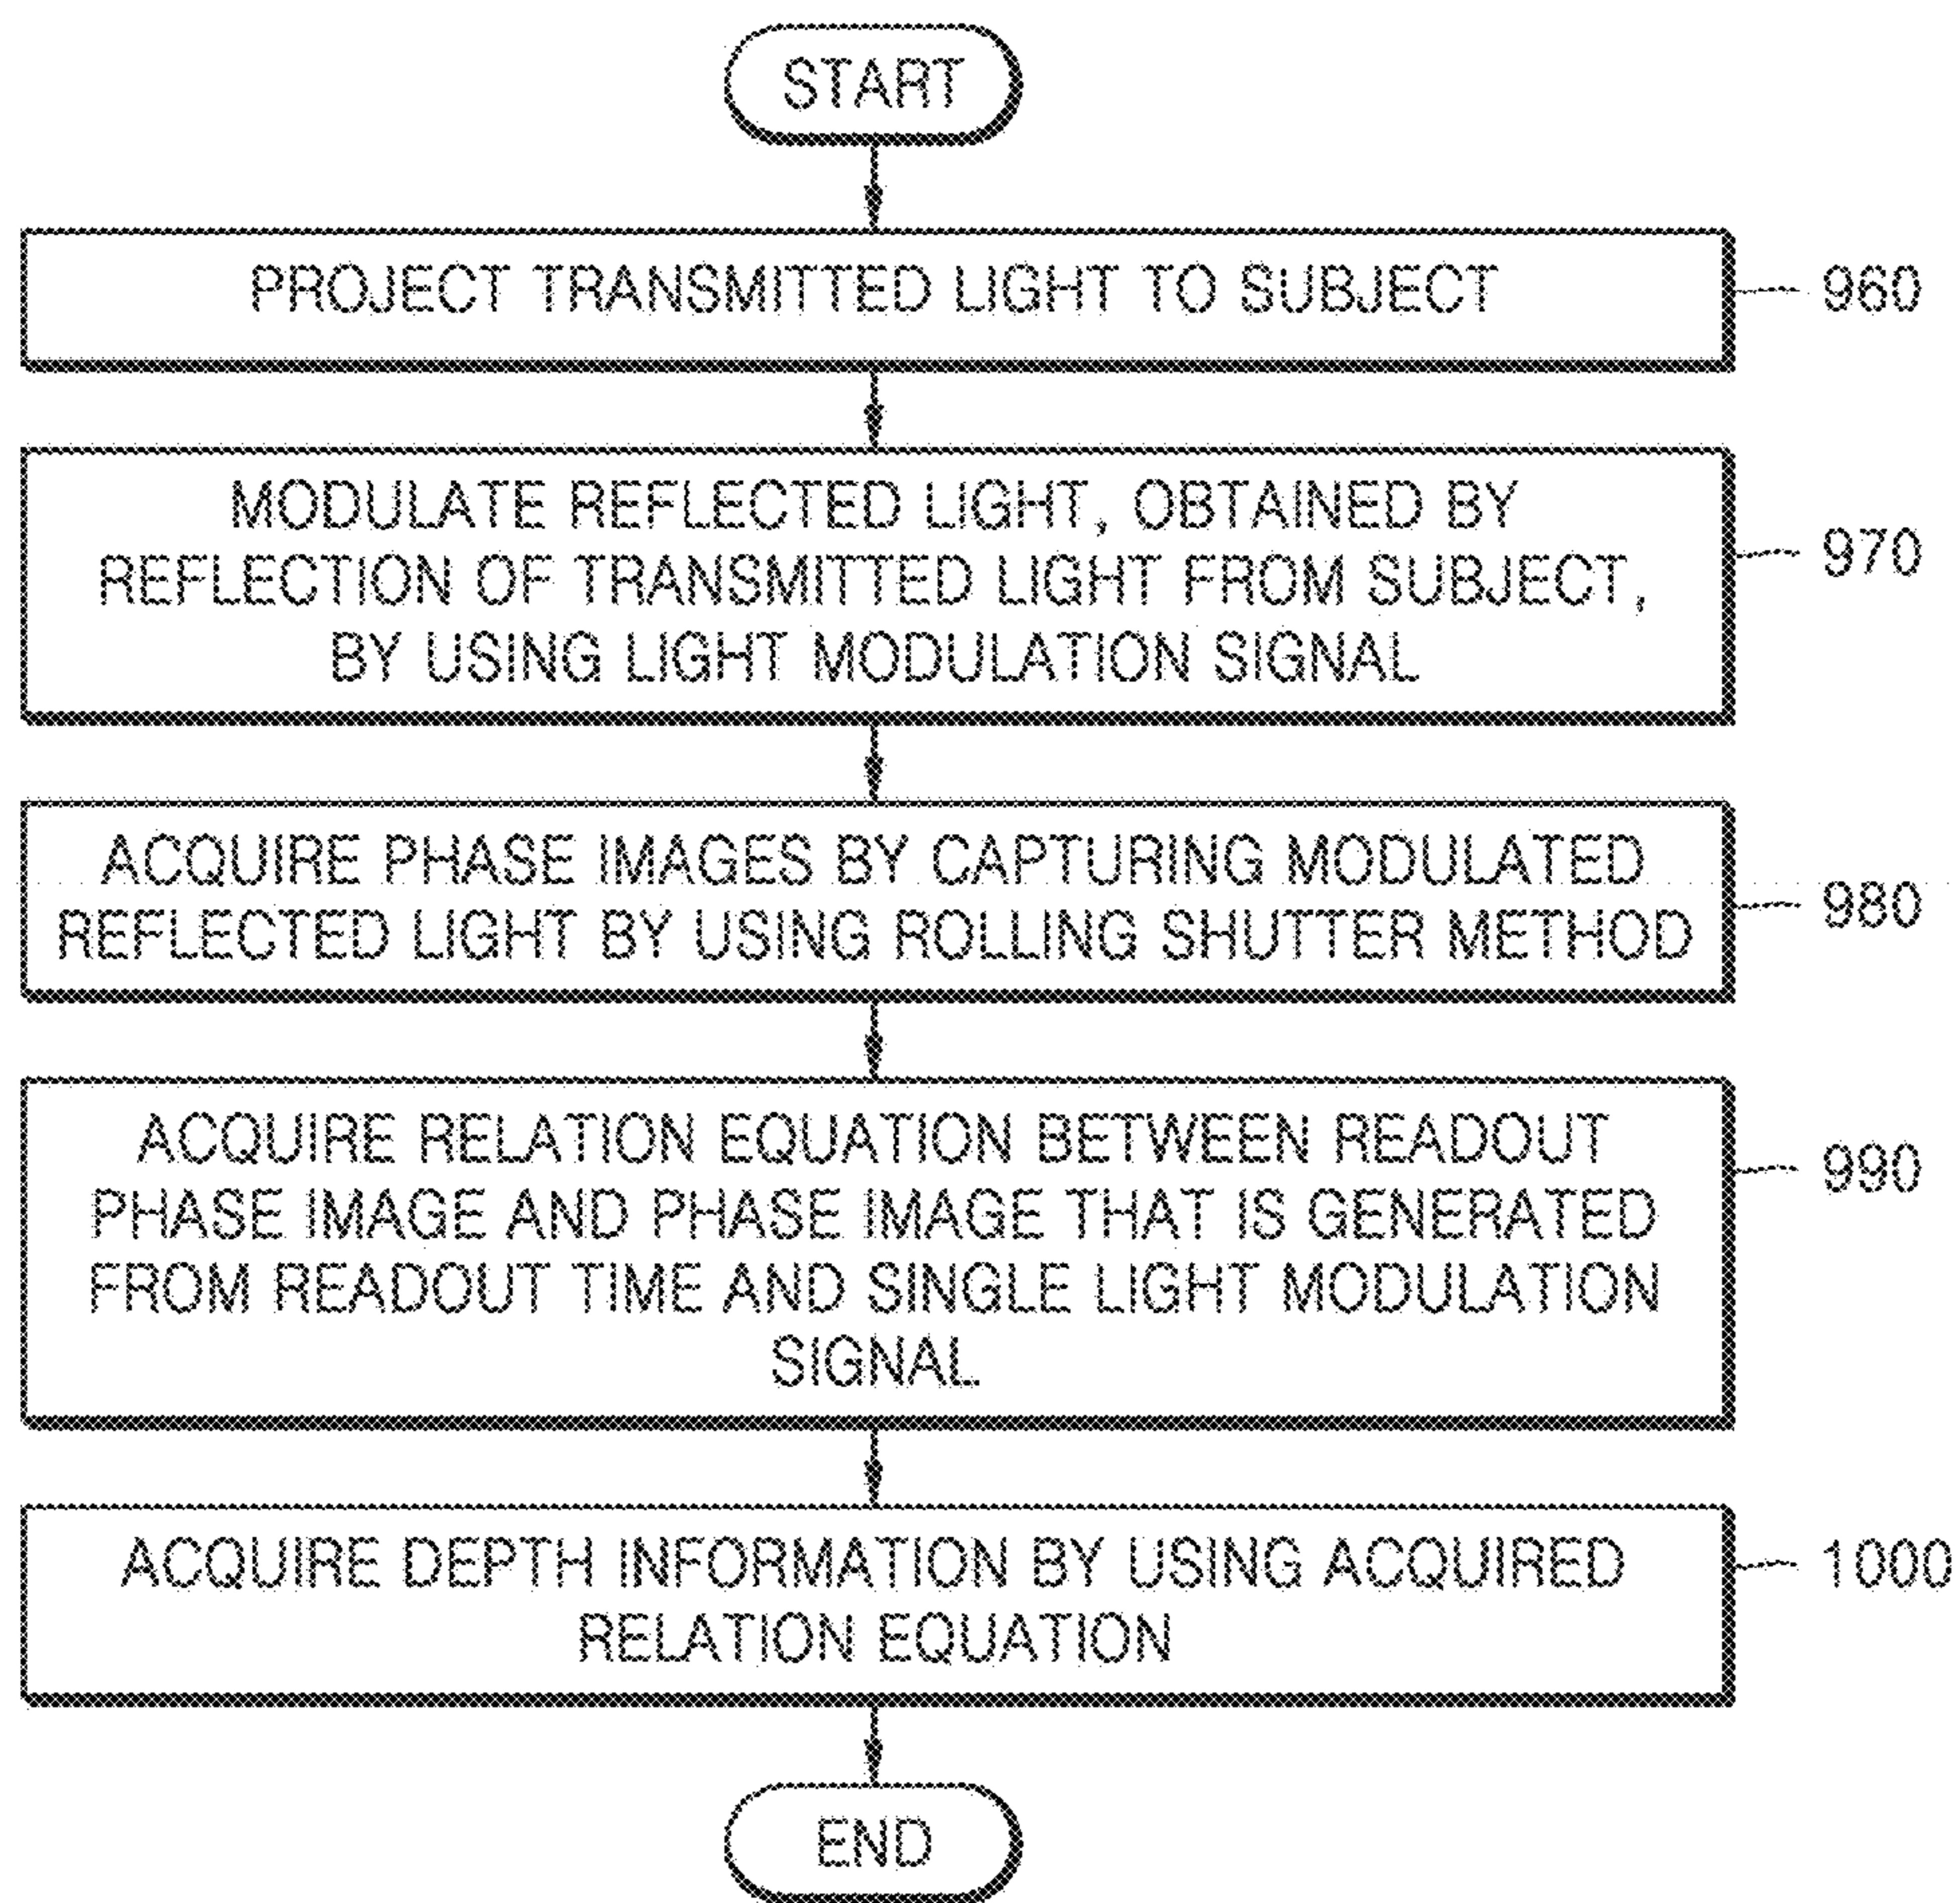 START
PROJECT TRANSMITTED LIGHT TO SUBJECT
960
MODULATE REFLECTED LIGHT, OBTAINED BY
REFLECTION OF TRANSMITTED LIGHT FROM SUBJECT,
BY USING LIGHT MODULATION SIGNAL
970
ACQUIRE PHASE IMAGES BY CAPTURING MODULATED
REFLECTED LIGHT BY USING ROLLING SHUTTER METHOD
980
ACQUIRE RELATION EQUATION BETWEEN READOUT
PHASE IMAGE AND PHASE IMAGE THAT IS GENERATED
FROM READOUT TIME AND SINGLE LIGHT MODULATION
SIGNAL
990
ACQUIRE DEPTH INFORMATION BY USING ACQUIRED
RELATION EQUATION
1000
END